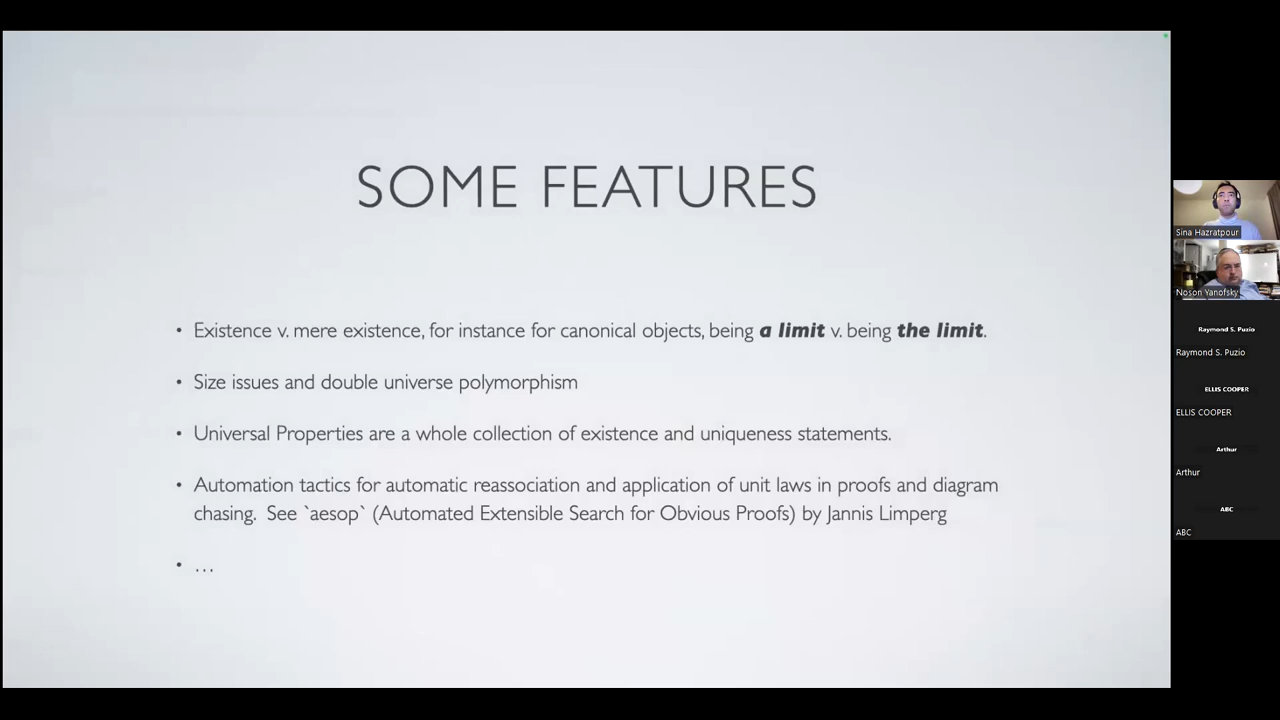 SOME FEATURES
• Existence v. mere existence, for instance for canonical objects, being a limit v. being the limit.
• Size issues and double universe polymorphism
• Universal Properties are a whole collection of existence and uniqueness statements.
• Automation tactics for automatic reassociation and application of unit laws in proofs and diagram
chasing. See `aesop` (Automated Extensible Search for Obvious Proofs) by Jannis Limperg
• …
Sina Hazratpour
Noson Yanofsky
Raymond S. Puzio
Raymond S. Puzio
ELLIS COOPER
ELLIS COOPER
Arthur
Arthur
ABC
ABC